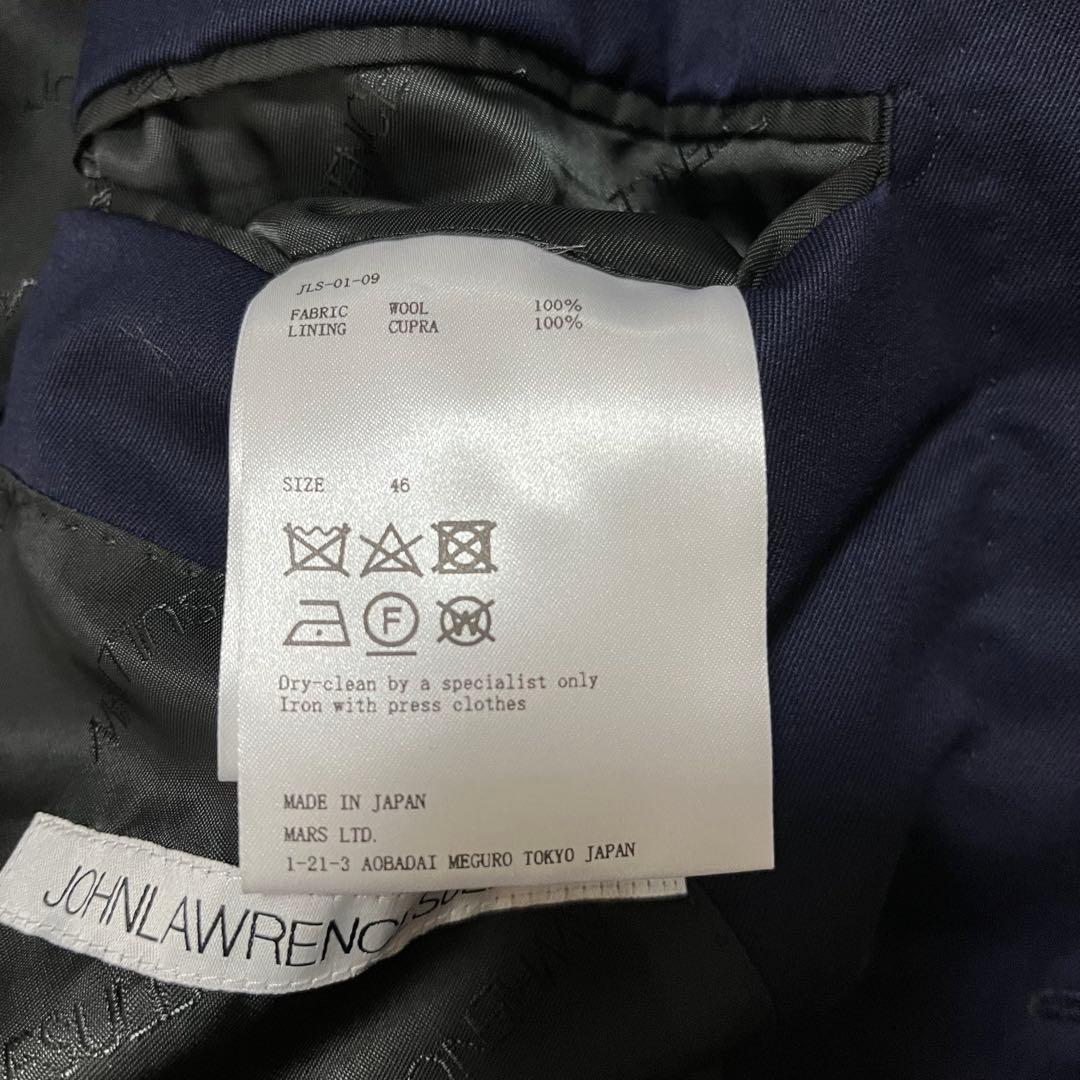 JLS-01-09
FABRIC WOOL 100%
LINING CUPRA 100%
SIZE 46
F
W
Dry-clean by a specialist only
Iron with press clothes
MADE IN JAPAN
MARS LTD.
1-21-3 AOBADAI MEGURO TOKYO JAPAN
JOHNLAWRENC